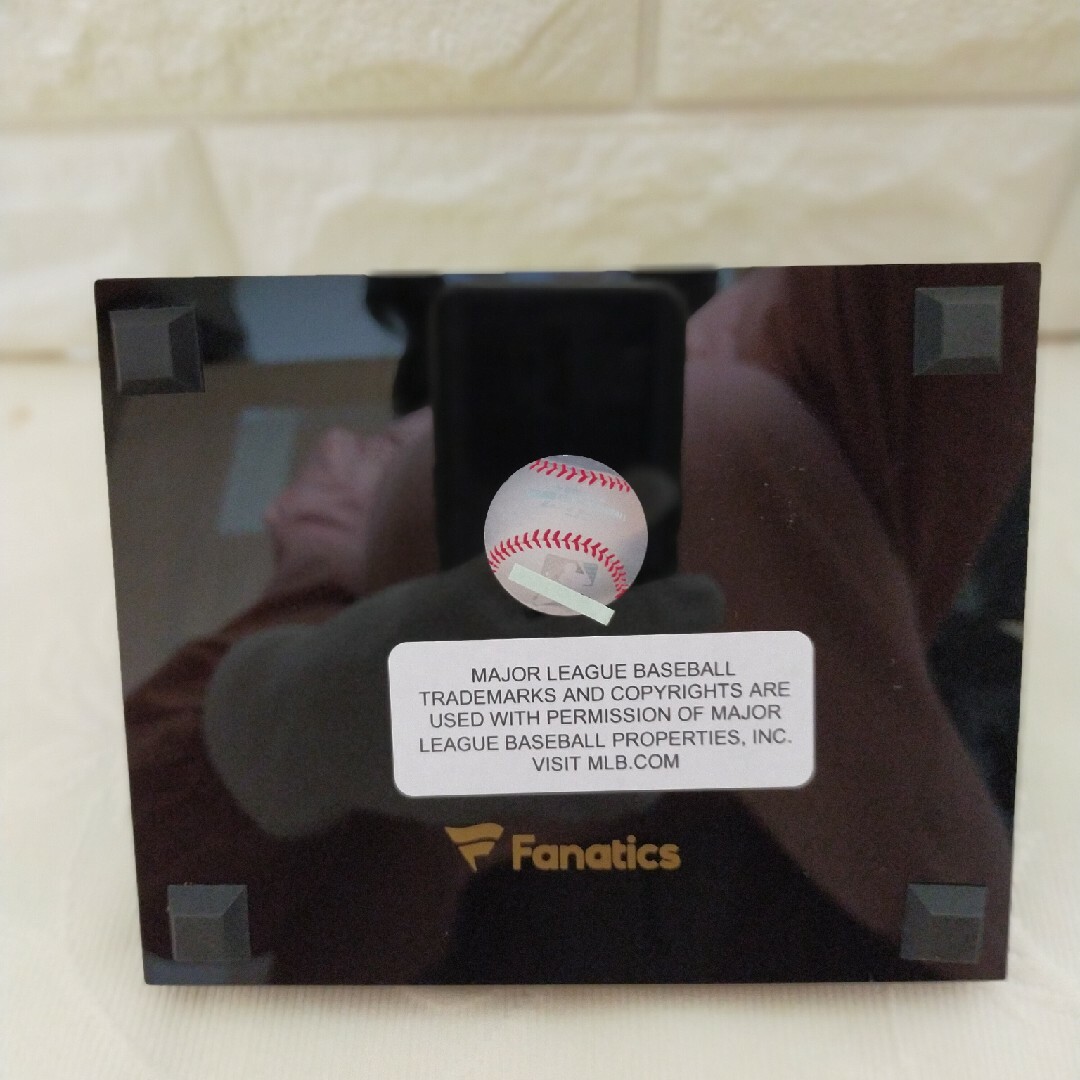 MAJOR LEAGUE BASEBALL
TRADEMARKS AND COPYRIGHTS ARE
USED WITH PERMISSION OF MAJOR
LEAGUE BASEBALL PROPERTIES, INC.
VISIT MLB.COM
Fanatics